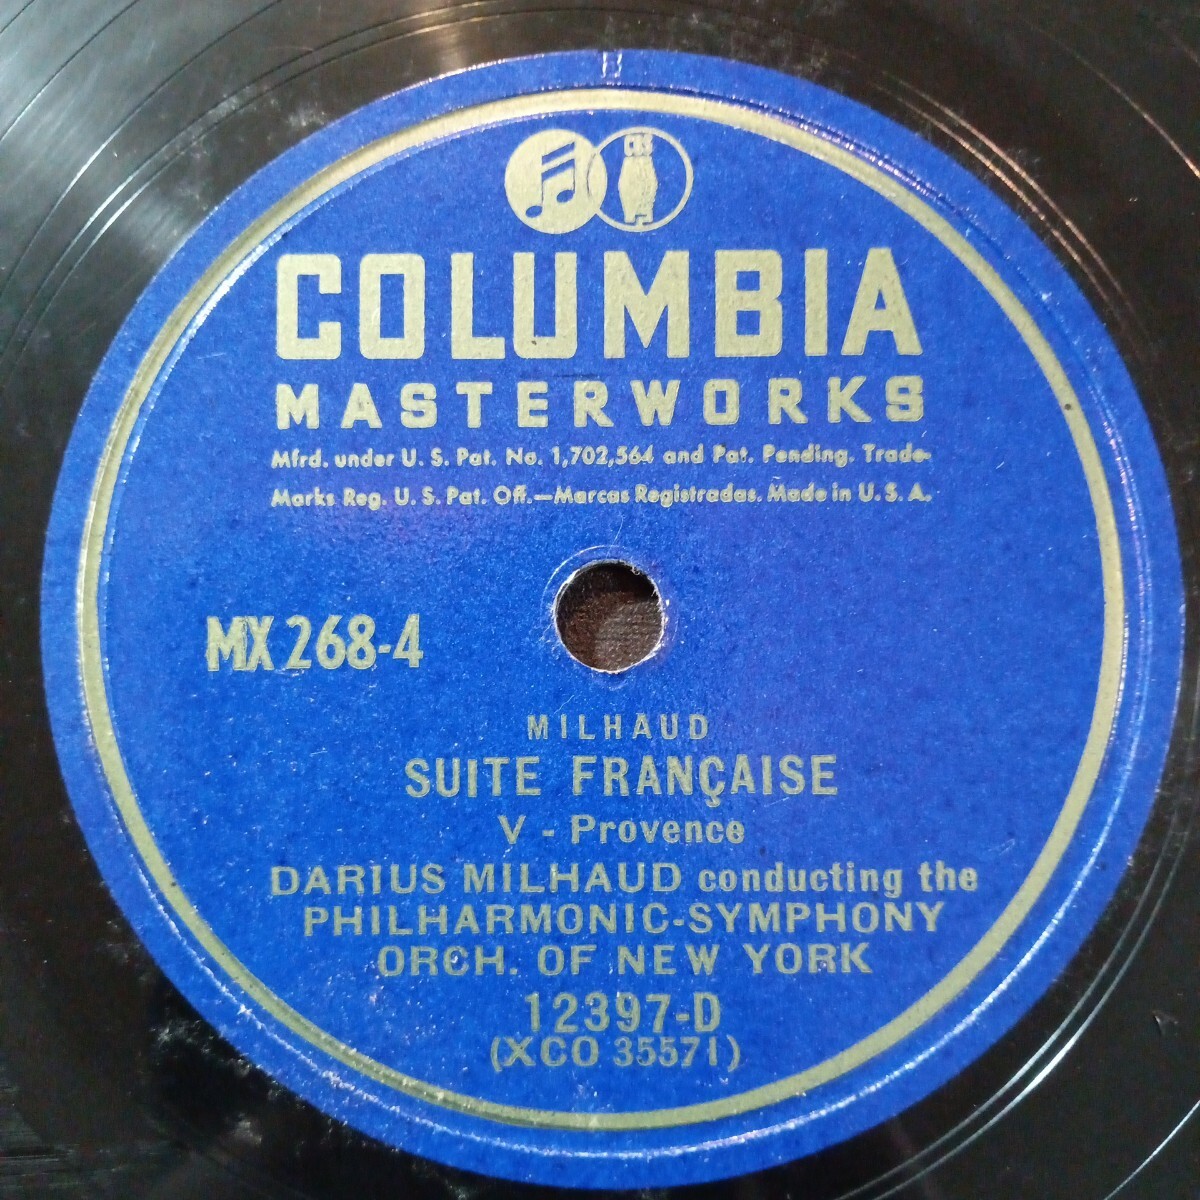 CBS
COLUMBIA
MASTERWORKS
Mfrd. under U. S. Pat. No. 1,702,564 and Pat. Pending. Trade-
Marks Reg. U. S. Pat. Off.—Marcas Registradas. Made in U. S. A.
MX 268-4
MILHAUD
SUITE FRANÇAISE
V - Provence
DARIUS MILHAUD conducting the
PHILHARMONIC-SYMPHONY
ORCH. OF NEW YORK
12397-D
(XCO 35571)